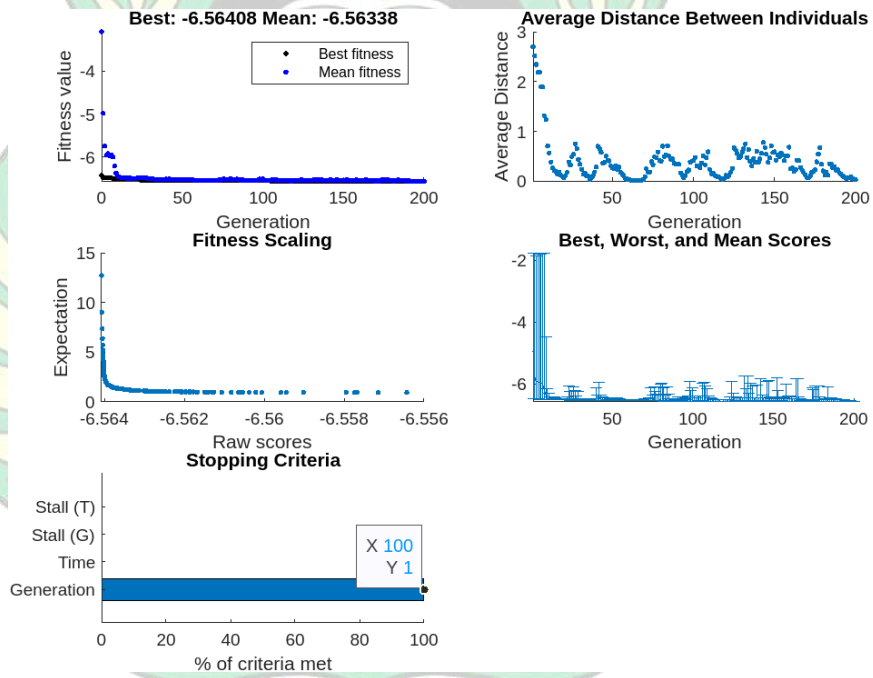 Best: -6.56408 Mean: -6.56338
Fitness value
-4
-5
-6
Best fitness
Mean fitness
0 50 100 150 200
Generation
Average Distance Between Individuals
Average Distance
3
2
1
0
50 100 150 200
Generation
Fitness Scaling
Expectation
15
10
5
0
-6.564 -6.562 -6.56 -6.558 -6.556
Raw scores
Best, Worst, and Mean Scores
-2
-4
-6
50 100 150 200
Generation
Stopping Criteria
Stall (T)
Stall (G)
Time
Generation
X 100
Y 1
0 20 40 60 80 100
% of criteria met